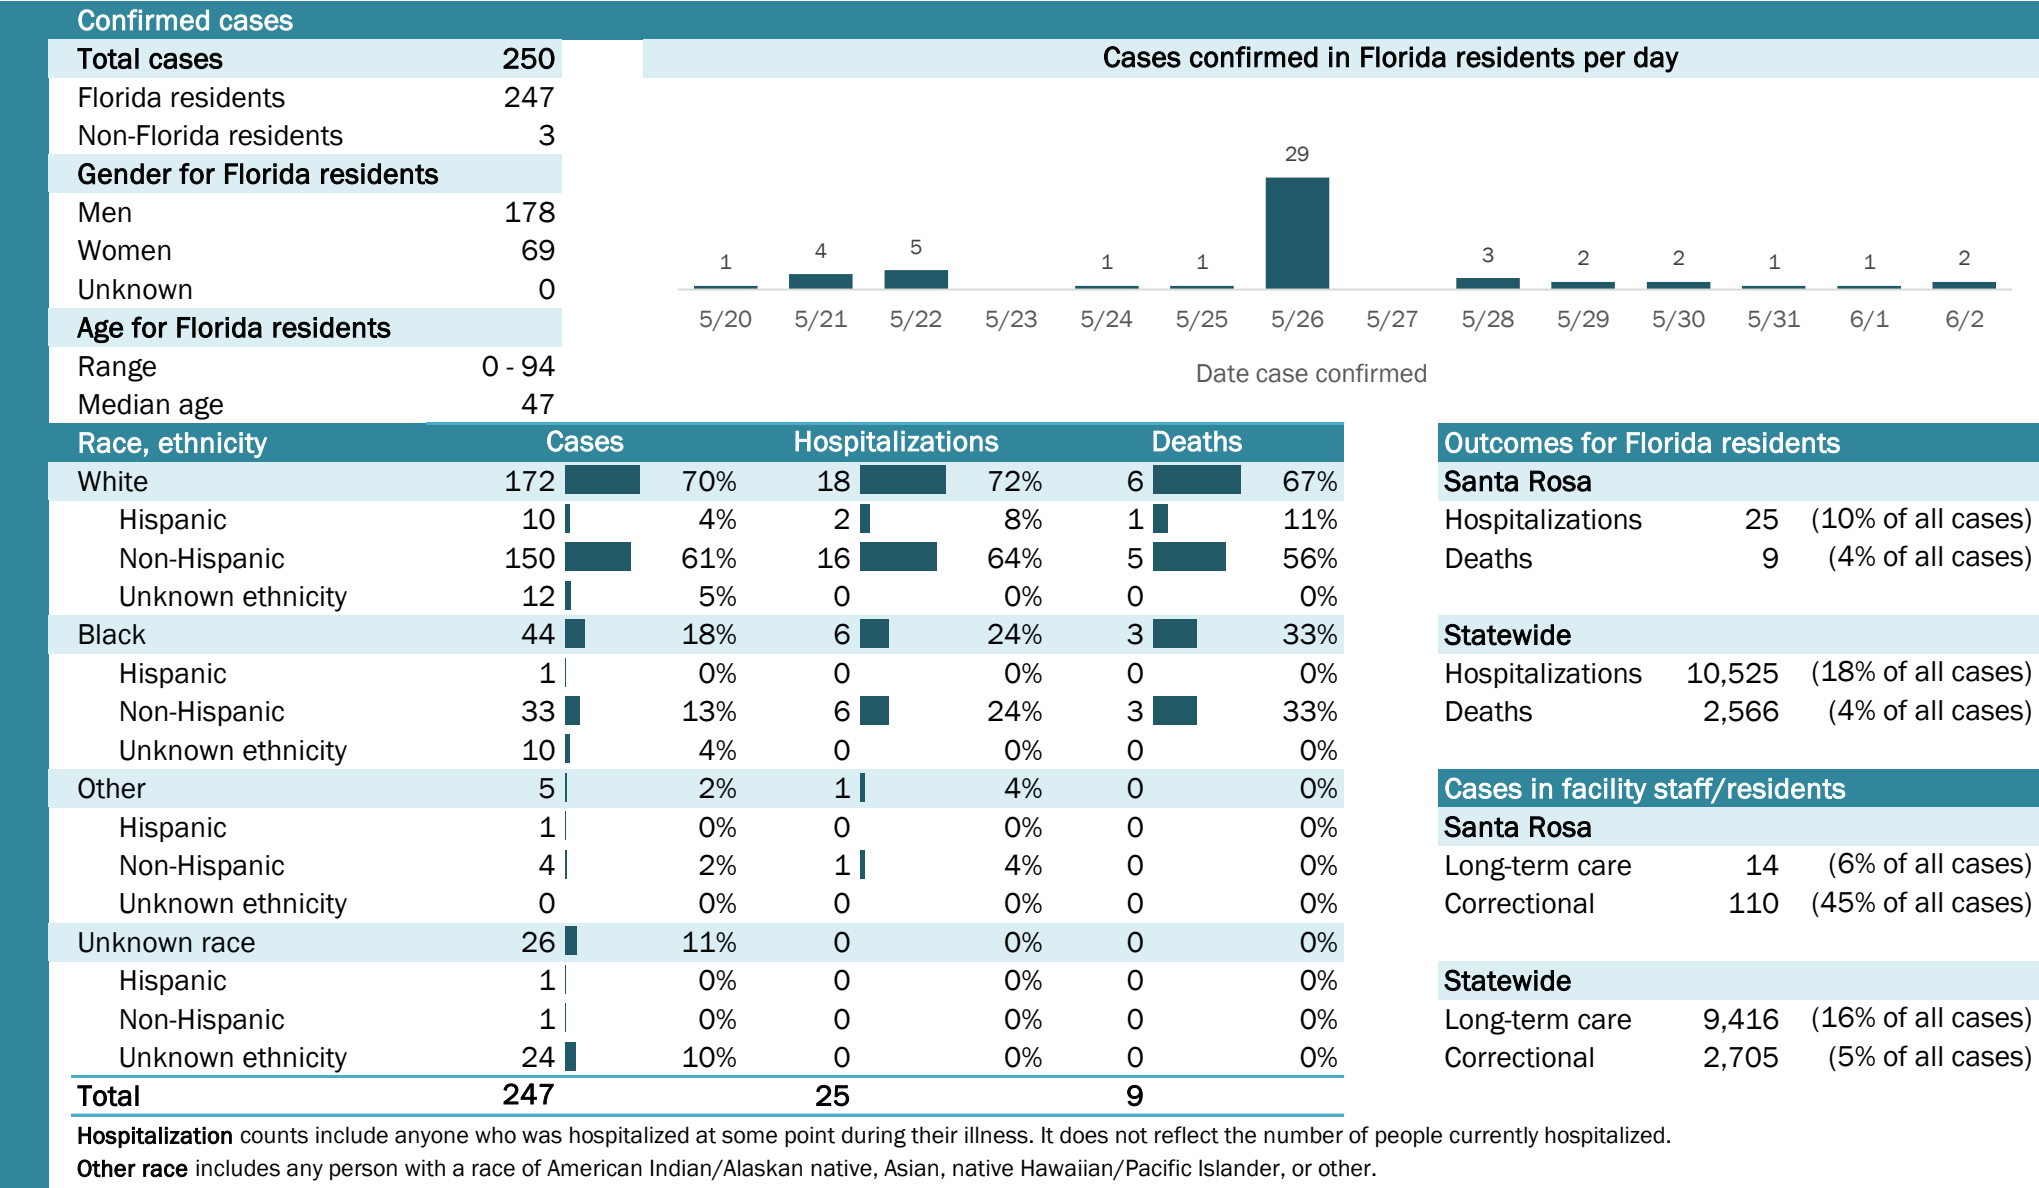 Confirmed cases
Total cases 250
Florida residents 247
Non-Florida residents 3
Gender for Florida residents
Men 178
Women 69
Unknown 0
Age for Florida residents
Range 0 - 94
Median age 47
Cases confirmed in Florida residents per day
1 4 5 1 1 29 3 2 2 1 1 2
5/20 5/21 5/22 5/23 5/24 5/25 5/26 5/27 5/28 5/29 5/30 5/31 6/1 6/2
Date case confirmed
Race, ethnicity Cases Hospitalizations Deaths
White 172 70% 18 72% 6 67%
Hispanic 10 4% 2 8% 1 11%
Non-Hispanic 150 61% 16 64% 5 56%
Unknown ethnicity 12 5% 0 0% 0 0%
Black 44 18% 6 24% 3 33%
Hispanic 1 0% 0 0% 0 0%
Non-Hispanic 33 13% 6 24% 3 33%
Unknown ethnicity 10 4% 0 0% 0 0%
Other 5 2% 1 4% 0 0%
Hispanic 1 0% 0 0% 0 0%
Non-Hispanic 4 2% 1 4% 0 0%
Unknown ethnicity 0 0% 0 0% 0 0%
Unknown race 26 11% 0 0% 0 0%
Hispanic 1 0% 0 0% 0 0%
Non-Hispanic 1 0% 0 0% 0 0%
Unknown ethnicity 24 10% 0 0% 0 0%
Total 247 25 9
Outcomes for Florida residents
Santa Rosa
Hospitalizations 25 (10% of all cases)
Deaths 9 (4% of all cases)
Statewide
Hospitalizations 10,525 (18% of all cases)
Deaths 2,566 (4% of all cases)
Cases in facility staff/residents
Santa Rosa
Long-term care 14 (6% of all cases)
Correctional 110 (45% of all cases)
Statewide
Long-term care 9,416 (16% of all cases)
Correctional 2,705 (5% of all cases)
Hospitalization counts include anyone who was hospitalized at some point during their illness. It does not reflect the number of people currently hospitalized.
Other race includes any person with a race of American Indian/Alaskan native, Asian, native Hawaiian/Pacific Islander, or other.